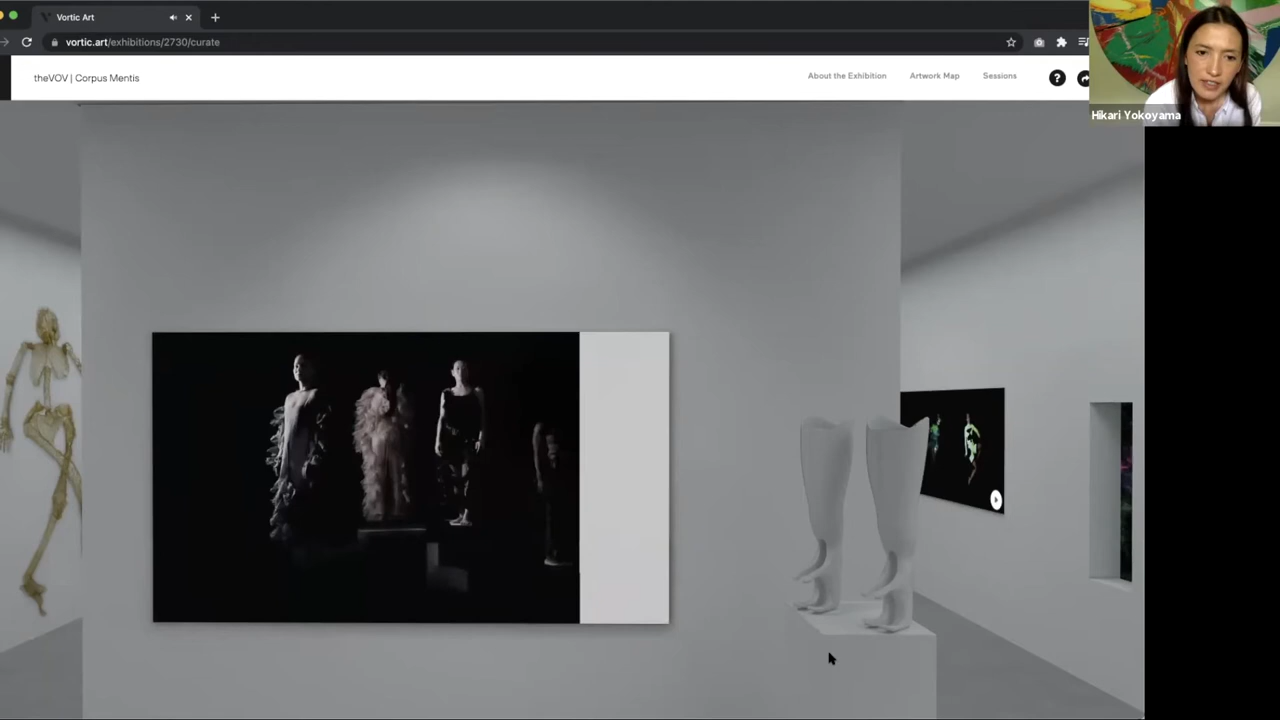 Vortic Art
vortic.art/exhibitions/2730/curate
theVOV | Corpus Mentis
About the Exhibition
Artwork Map
Sessions
?
Hikari Yokoyama